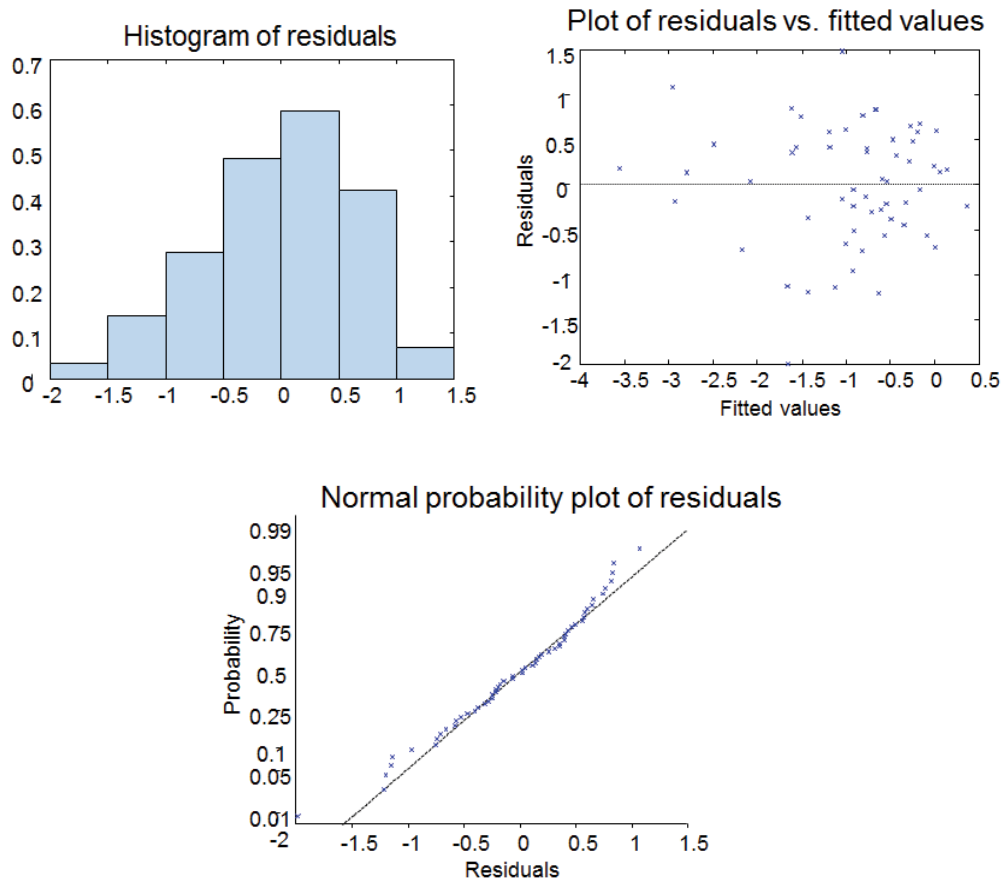 Histogram of residuals
0.7
0.6
0.5
0.4
0.3
0.2
0.1
0
-2 -1.5 -1 -0.5 0 0.5 1 1.5
Plot of residuals vs. fitted values
1.5
1
0.5
0
-0.5
-1
-1.5
-2
Residuals
-4 -3.5 -3 -2.5 -2 -1.5 -1 -0.5 0 0.5
Fitted values
Normal probability plot of residuals
0.99
0.95
0.9
0.75
0.5
0.25
0.1
0.05
0.01
Probability
-2 -1.5 -1 -0.5 0 0.5 1 1.5
Residuals